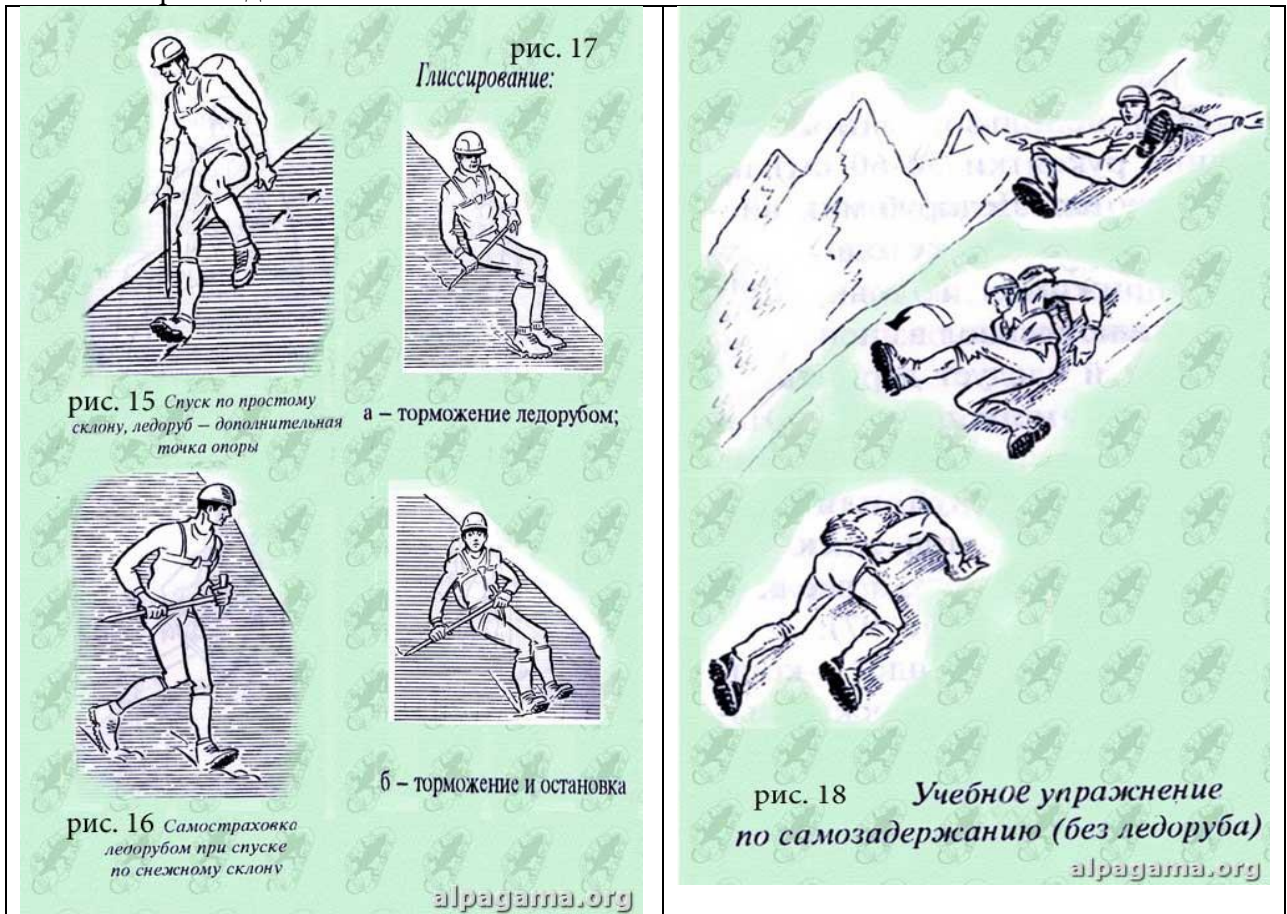 рис. 17
Глиссирование:
рис. 15 Спуск по простому
склону, ледоруб – дополнительная
точка опоры
а – торможение ледорубом;
б – торможение и остановка
рис. 16 Самостраховка
ледорубом при спуске
по снежному склону
alpagama.org
рис. 18 Учебное упражнение
по самозадержанию (без ледоруба)
alpagama.org